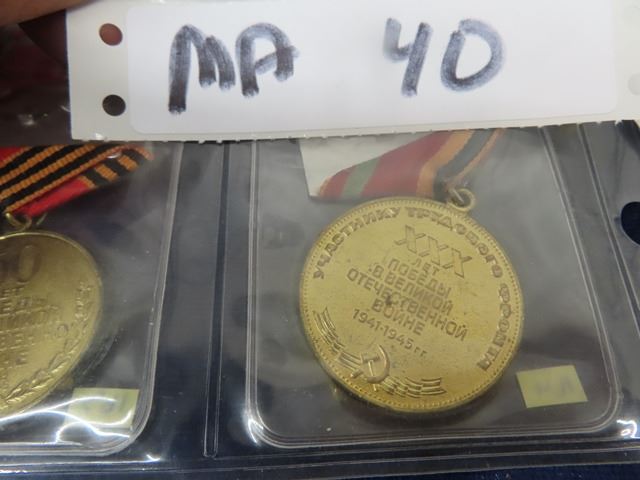 MA 40
УЧАСТНИКУ ТРУДОВОГО ФРОНТА
XXX
ЛЕТ
ПОБЕДЫ
В ВЕЛИКОЙ
ОТЕЧЕСТВЕННОЙ
ВОЙНЕ
1941-1945 гг.